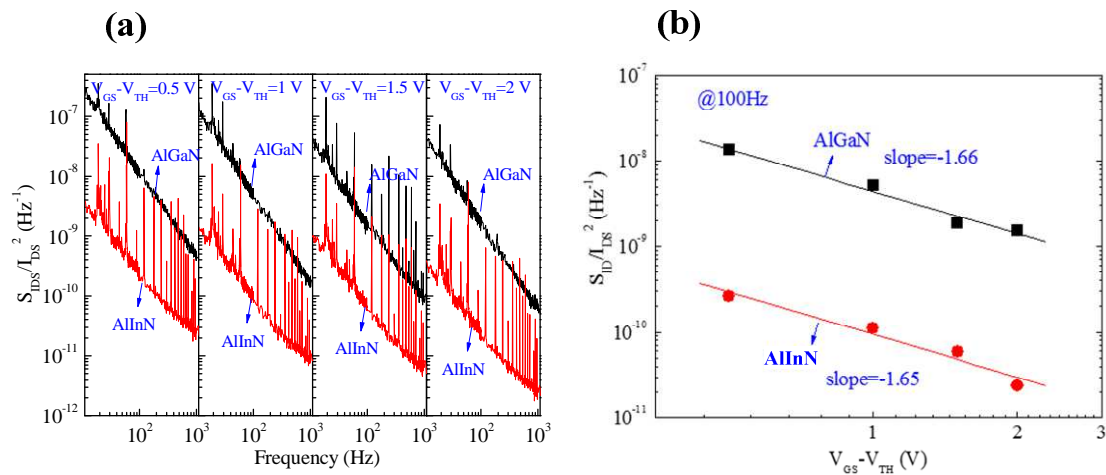 (a)
V_GS-V_TH=0.5 V
V_GS-V_TH=1 V
V_GS-V_TH=1.5 V
V_GS-V_TH=2 V
AlGaN
AlGaN
AlGaN
AlGaN
AlInN
AlInN
AlInN
AlInN
S_IDS/I_DS^2 (Hz^-1)
10^-7
10^-8
10^-9
10^-10
10^-11
10^-12
10^2
10^3
10^2
10^3
10^2
10^3
10^2
10^3
Frequency (Hz)
(b)
@100Hz
AlGaN
slope=-1.66
AlInN
slope=-1.65
S_ID/I_DS^2 (Hz^-1)
10^-7
10^-8
10^-9
10^-10
10^-11
1
2
3
V_GS-V_TH (V)